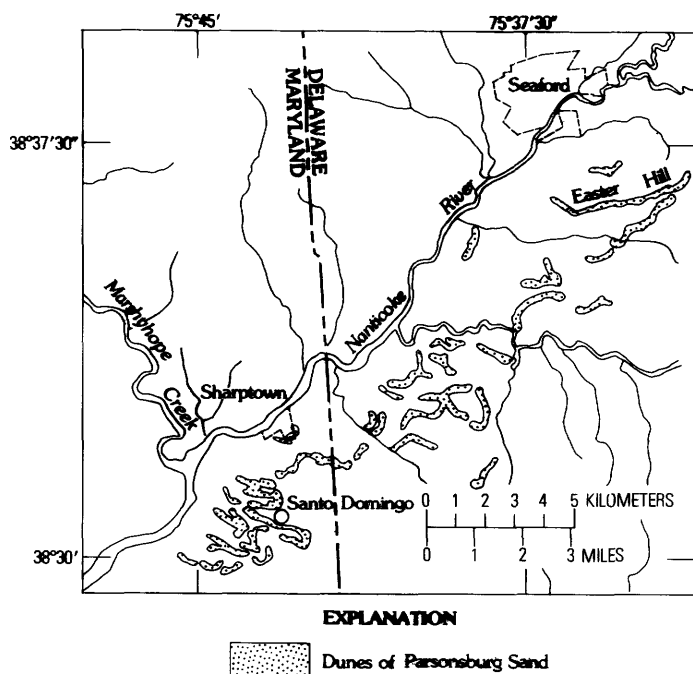 75°45'
75°37'30"
38°37'30"
38°30'
DELAWARE
MARYLAND
Seaford
Easter Hill
River
Nanticoke
Marshyhope
Creek
Sharptown
Santo Domingo
0 1 2 3 4 5 KILOMETERS
0 1 2 3 MILES
EXPLANATION
Dunes of Parsonsburg Sand